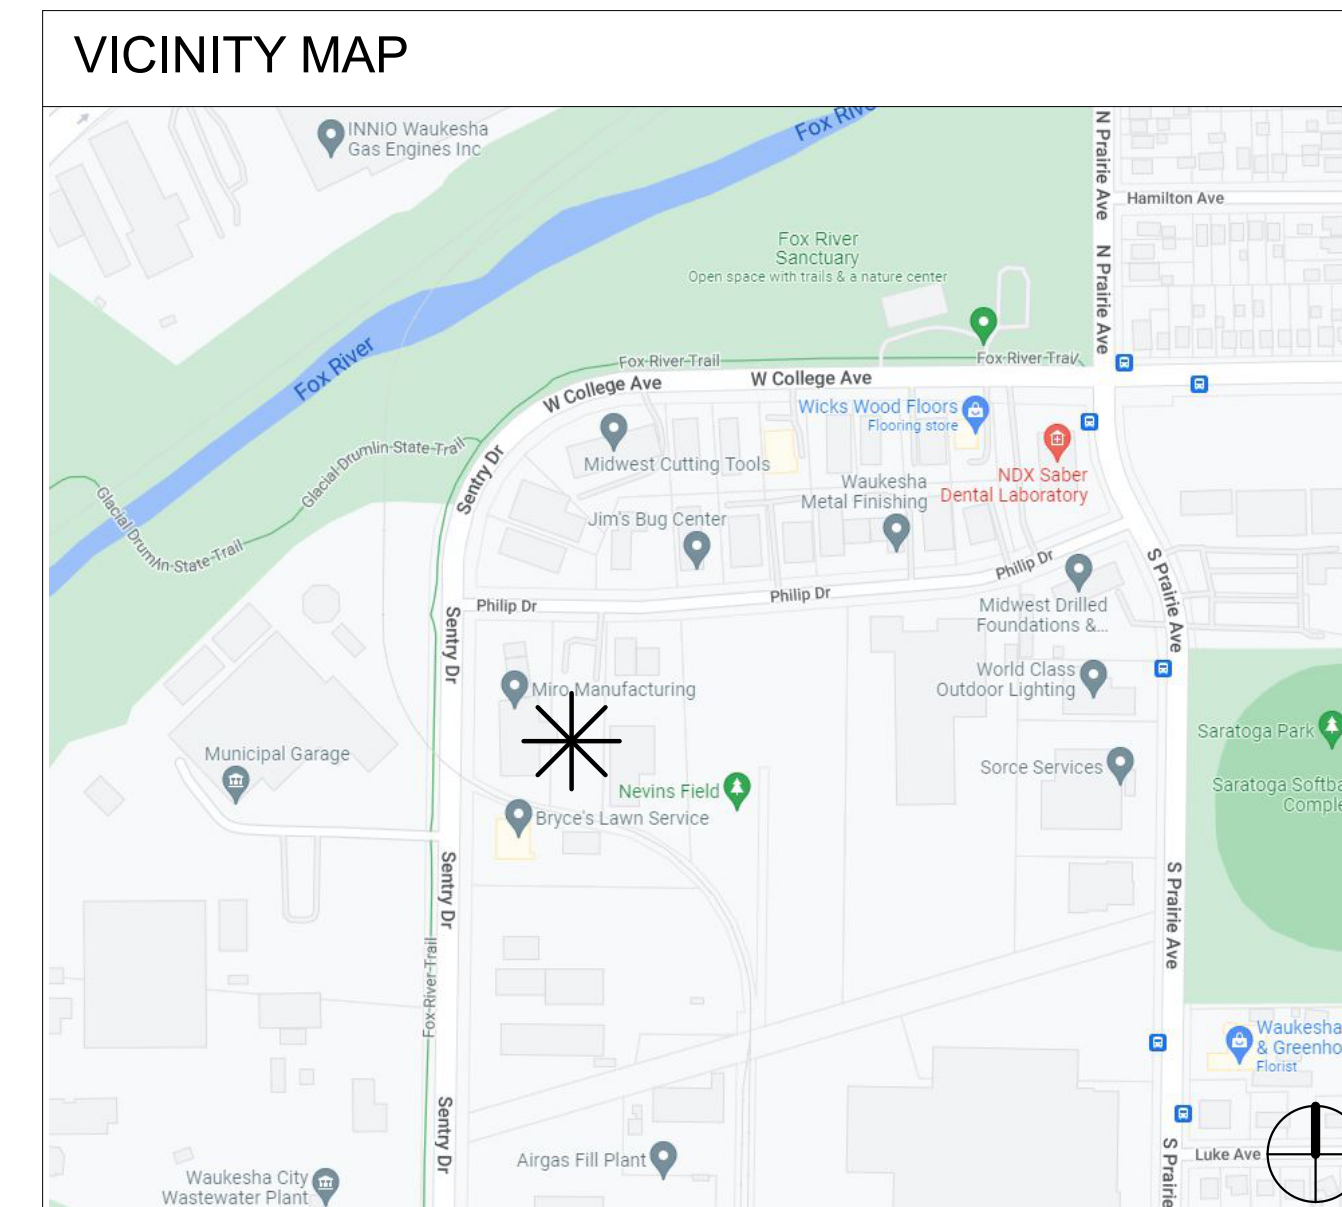 VICINITY MAP
INNIO Waukesha
Gas Engines Inc
Fox
N Prairie Ave
Hamilton Ave
Fox River
Sanctuary
Open space with trails & a nature center
N Prairie Ave
Fox River
Fox River Trail
Fox River Trail
W College Ave
W College Ave
Wicks Wood Floors
Flooring store
Glacial Drumlin State Trail
Sentry Dr
Midwest Cutting Tools
NDX Saber
Dental Laboratory
Waukesha
Metal Finishing
Glacial Drumlin State Trail
Jim's Bug Center
Philip Dr
S Prairie Ave
Philip Dr
Philip Dr
Midwest Drilled
Foundations &...
Sentry Dr
World Class
Outdoor Lighting
Miro Manufacturing
Saratoga Park
Municipal Garage
Sorce Services
Saratoga
Nevins Field
Bryce's Lawn Service
Sentry Dr
S Prairie Ave
Fox River Trail
Waukesha
&
Florist
Sentry Dr
S Prairie
Luke Ave
Airgas Fill Plant
Waukesha City
Wastewater Plant